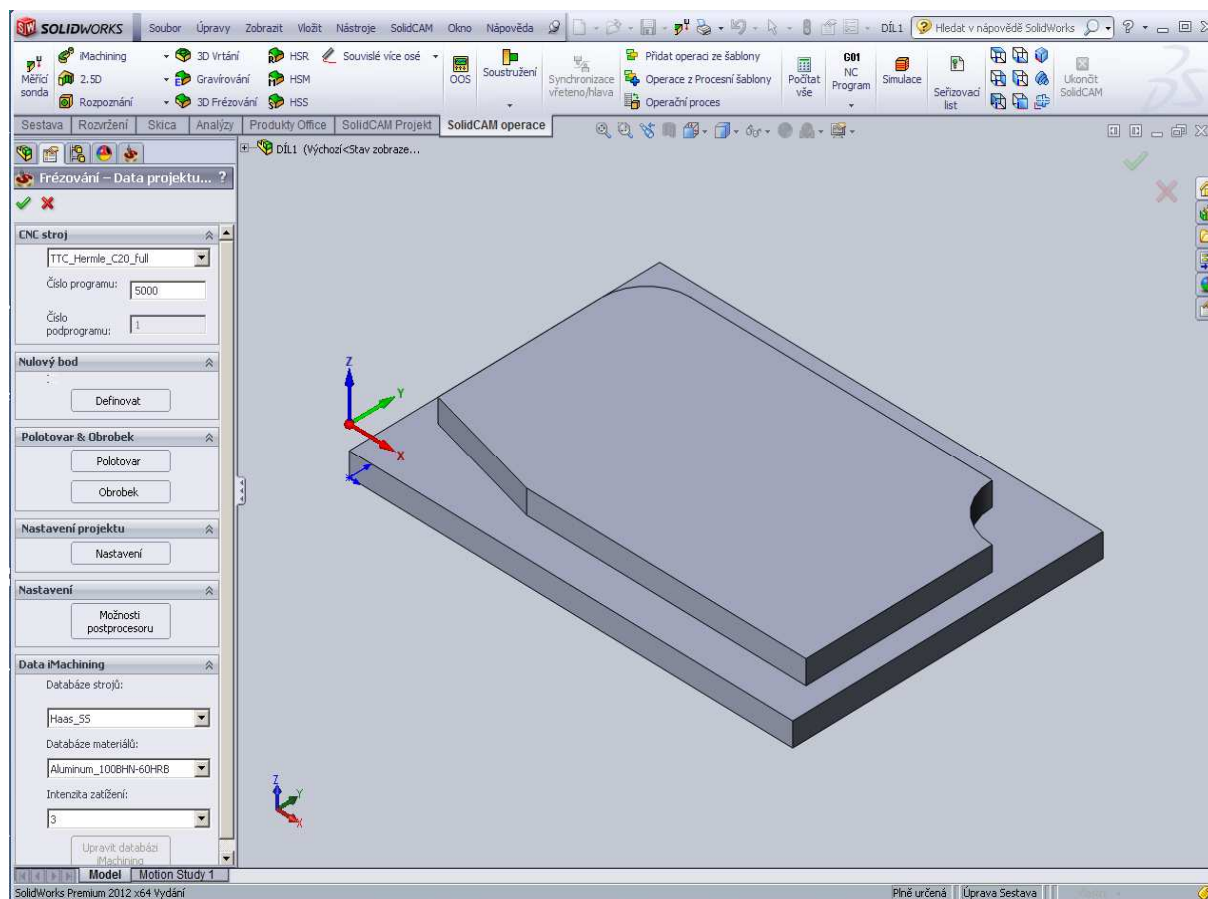 SW SOLIDWORKS Soubor Úpravy Zobrazit Vložit Nástroje SolidCAM Okno Nápověda DÍL1 Hledat v nápovědě SolidWorks
Měřící sonda
iMachining
2.5D
Rozpoznání
3D Vrtání
Gravírování
3D Frézování
HSR
HSM
HSS
Souvislé více osé
OOS
Soustružení
Synchronizace vřeteno/hlava
Přidat operaci ze šablony
Operace z Procesní šablony
Operační proces
Počítat vše
G01
NC Program
Simulace
Seřizovací list
Ukončit SolidCAM
Sestava Rozvržení Skica Analýzy Produkty Office SolidCAM Projekt SolidCAM operace
DÍL1 (Výchozí<Stav zobraze...
Frézování – Data projektu... ?
CNC stroj
TTC_Hermle_C20_full
Číslo programu: 5000
Číslo podprogramu: 1
Nulový bod
:
Definovat
Polotovar & Obrobek
Polotovar
Obrobek
Nastavení projektu
Nastavení
Nastavení
Možnosti postprocesoru
Data iMachining
Databáze strojů:
Haas_SS
Databáze materiálů:
Aluminum_100BHN-60HRB
Intenzita zatížení:
3
Upravit databázi iMachining
Z
Y
X
Z
Y
X
Model Motion Study 1
SolidWorks Premium 2012 x64 Vydání Plně určená Úprava Sestava